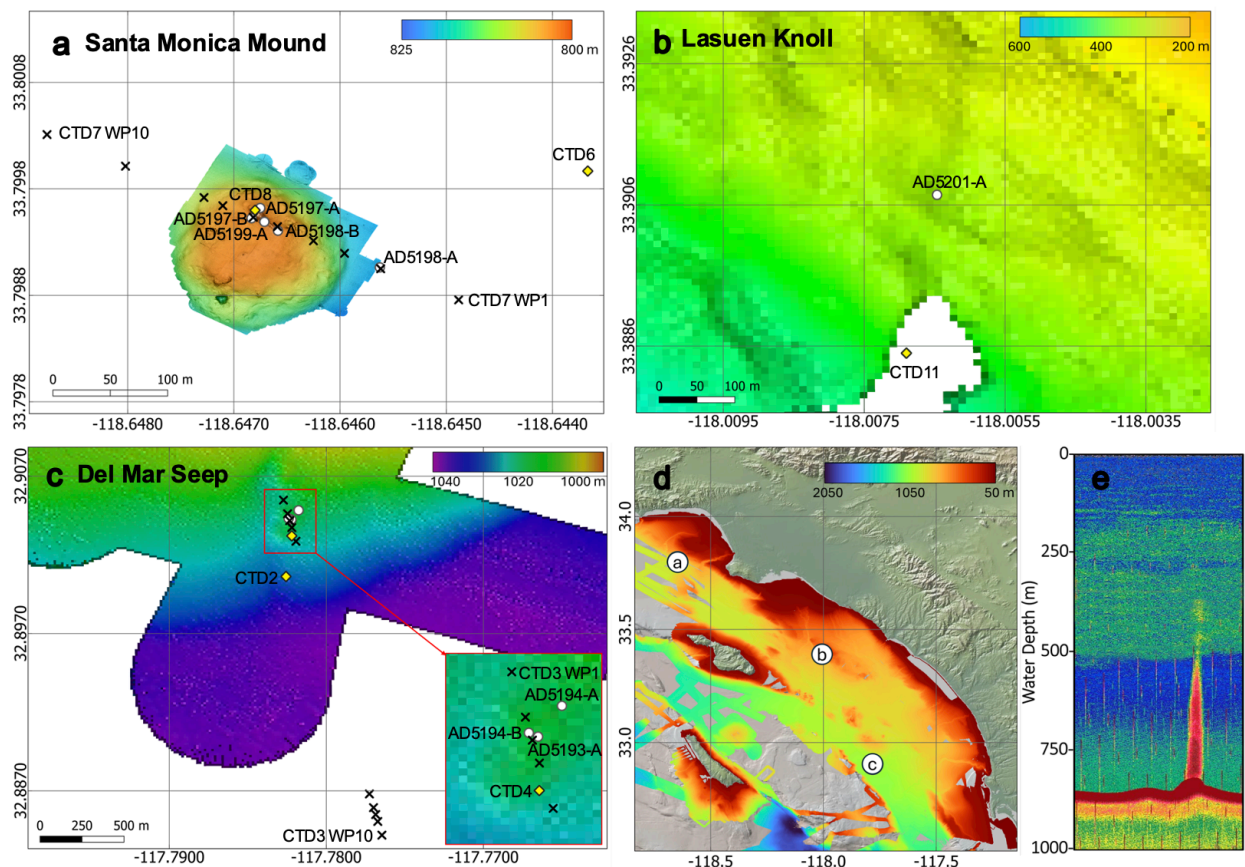 a Santa Monica Mound
825 800 m
33.8008
33.7998
33.7988
33.7978
CTD7 WP10
CTD6
CTD8
AD5197-A
AD5197-B
AD5199-A
AD5198-B
AD5198-A
CTD7 WP1
0 50 100 m
-118.6480 -118.6470 -118.6460 -118.6450 -118.6440
b Lasuen Knoll
600 400 200 m
33.3926
33.3906
33.3886
AD5201-A
CTD11
0 50 100 m
-118.0095 -118.0075 -118.0055 -118.0035
c Del Mar Seep
1040 1020 1000 m
32.9070
32.8970
32.8870
CTD2
CTD3 WP1
AD5194-A
AD5194-B
AD5193-A
CTD4
CTD3 WP10
0 250 500 m
-117.7900 -117.7800 -117.7700
d
2050 1050 50 m
34.0
33.5
33.0
a
b
c
-118.5 -118.0 -117.5
e
Water Depth (m)
0
250
500
750
1000